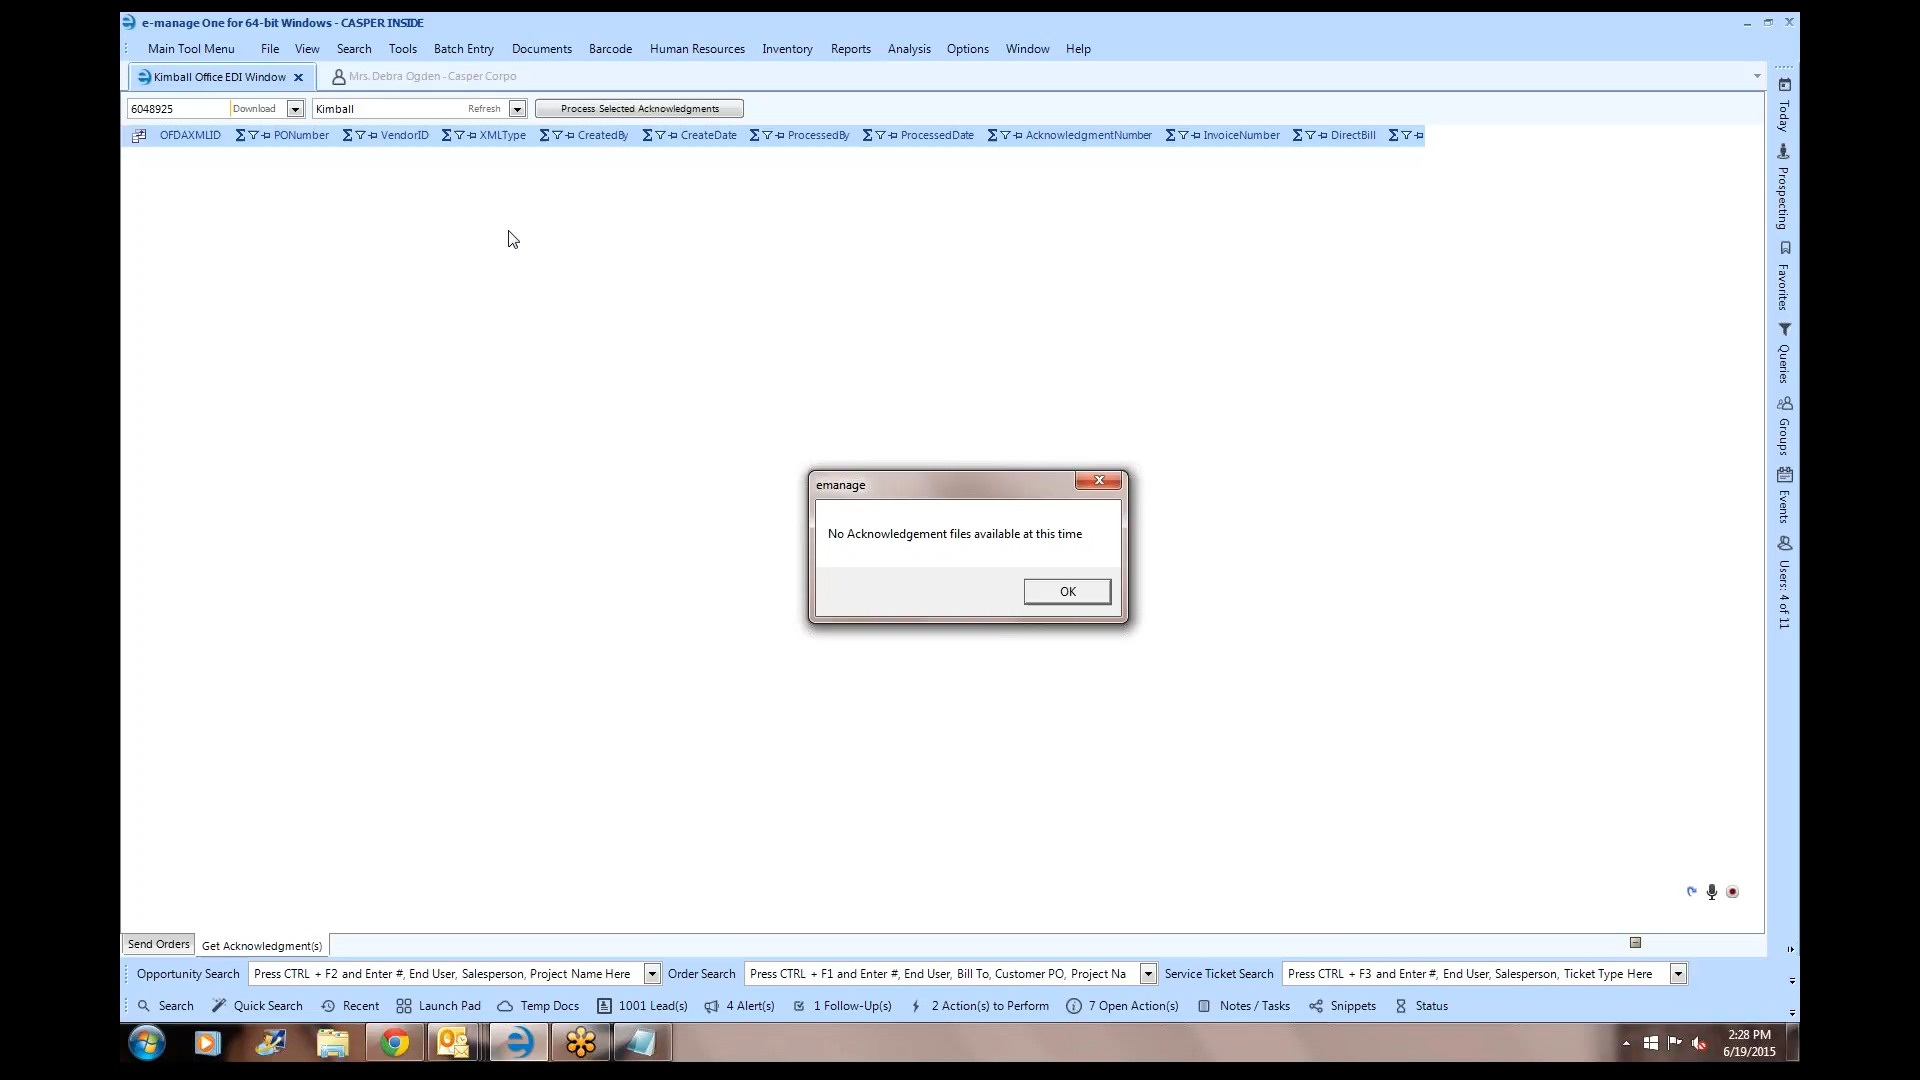 e-manage One for 64-bit Windows - CASPER INSIDE
Main Tool Menu File View Search Tools Batch Entry Documents Barcode Human Resources Inventory Reports Analysis Options Window Help
Kimball Office EDI Window Mrs. Debra Ogden - Casper Corpo
6048925 Download Kimball Refresh Process Selected Acknowledgments
OFDAXMLID PONumber VendorID XMLType CreatedBy CreateDate ProcessedBy ProcessedDate AcknowledgmentNumber InvoiceNumber DirectBill
Today
Prospecting
Favorites
Queries
Groups
Events
Users: 4 of 11
emanage
No Acknowledgement files available at this time
OK
Send Orders Get Acknowledgment(s)
Opportunity Search Press CTRL + F2 and Enter #, End User, Salesperson, Project Name Here Order Search Press CTRL + F1 and Enter #, End User, Bill To, Customer PO, Project Na Service Ticket Search Press CTRL + F3 and Enter #, End User, Salesperson, Ticket Type Here
Search Quick Search Recent Launch Pad Temp Docs 1001 Lead(s) 4 Alert(s) 1 Follow-Up(s) 2 Action(s) to Perform 7 Open Action(s) Notes / Tasks Snippets Status
2:28 PM
6/19/2015